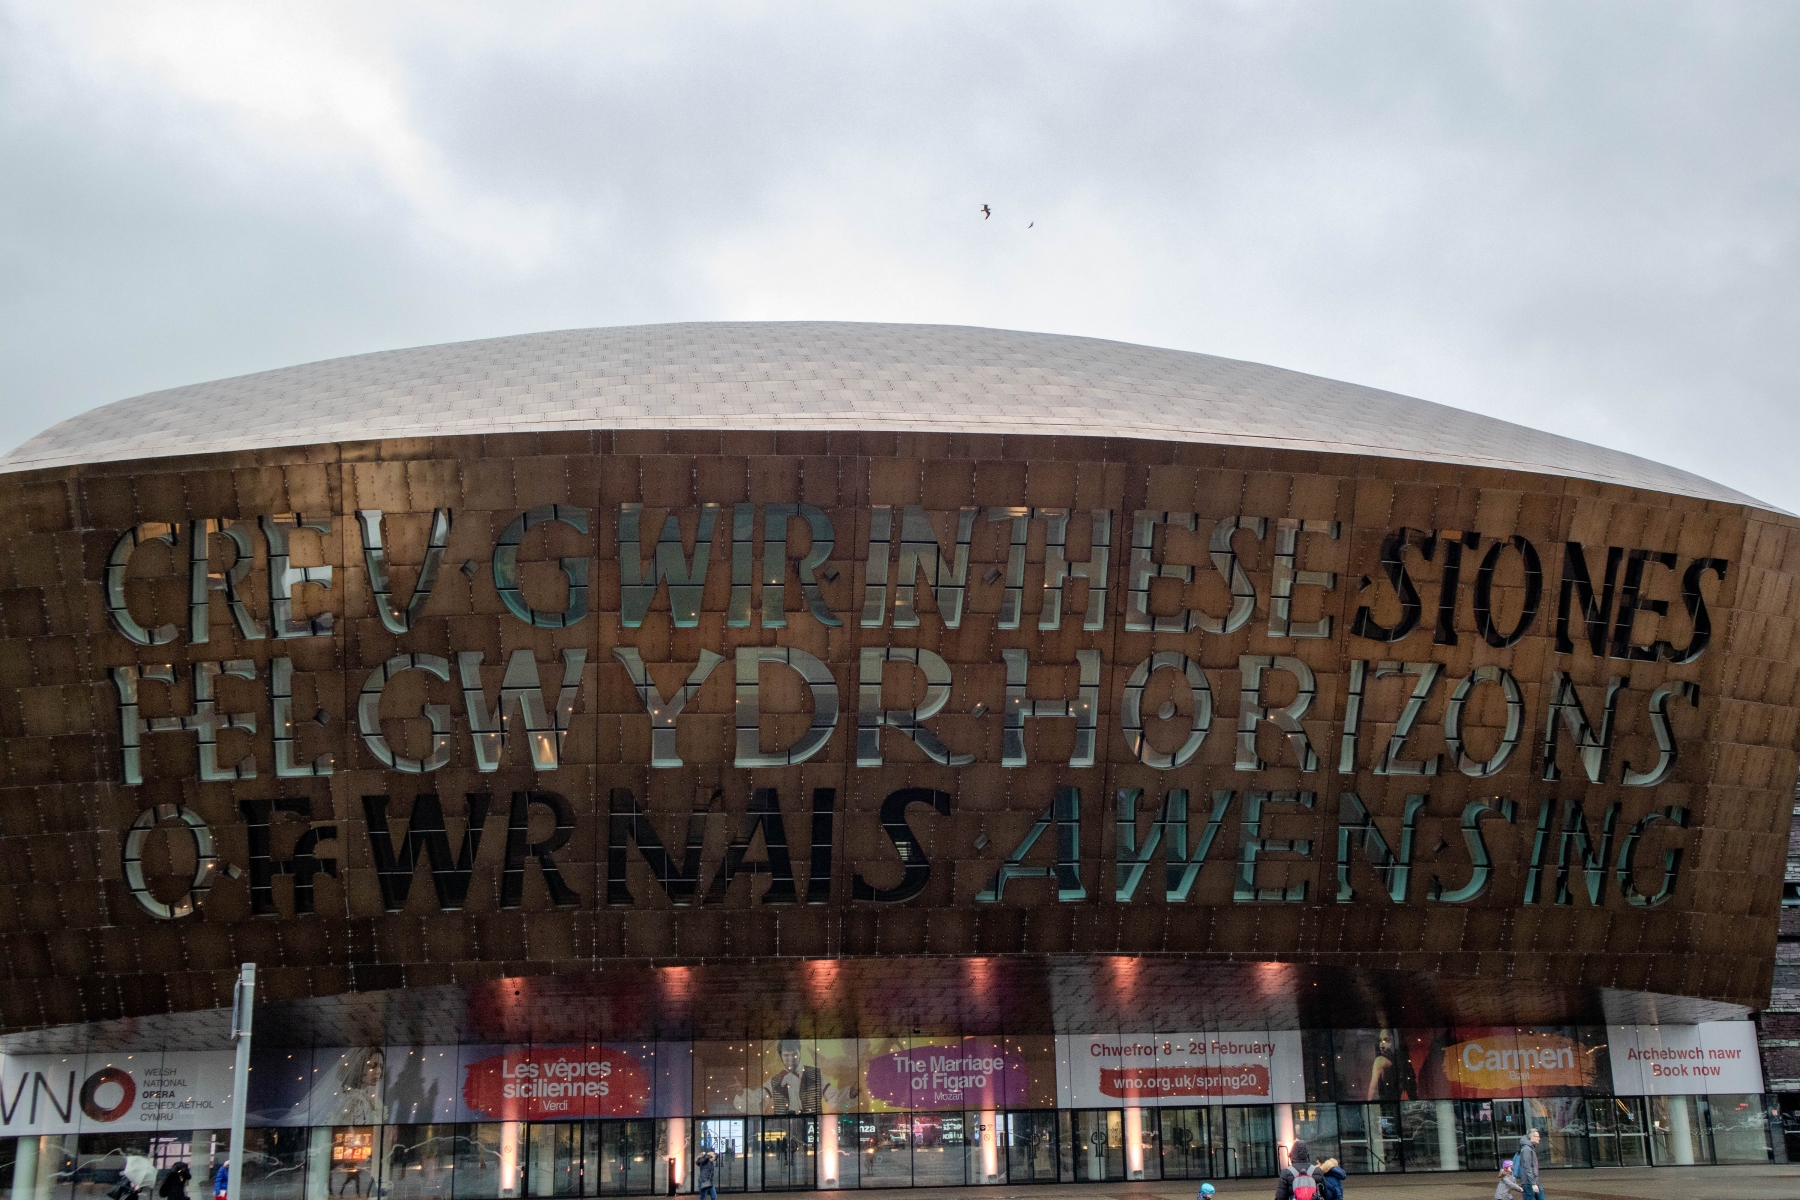 CREU·GWIR IN·THESE·STONES
FEL·GWYDR·HORIZONS
O·FFWRNAIS·AWEN·SING
WNO
WELSH
NATIONAL
OPERA
CENEDLAETHOL
CYMRU
Les vêpres
siciliennes
Verdi
The Marriage
of Figaro
Mozart
Chwefror 8 – 29 February
wno.org.uk/spring20
Carmen
Bizet
Archebwch nawr
Book now